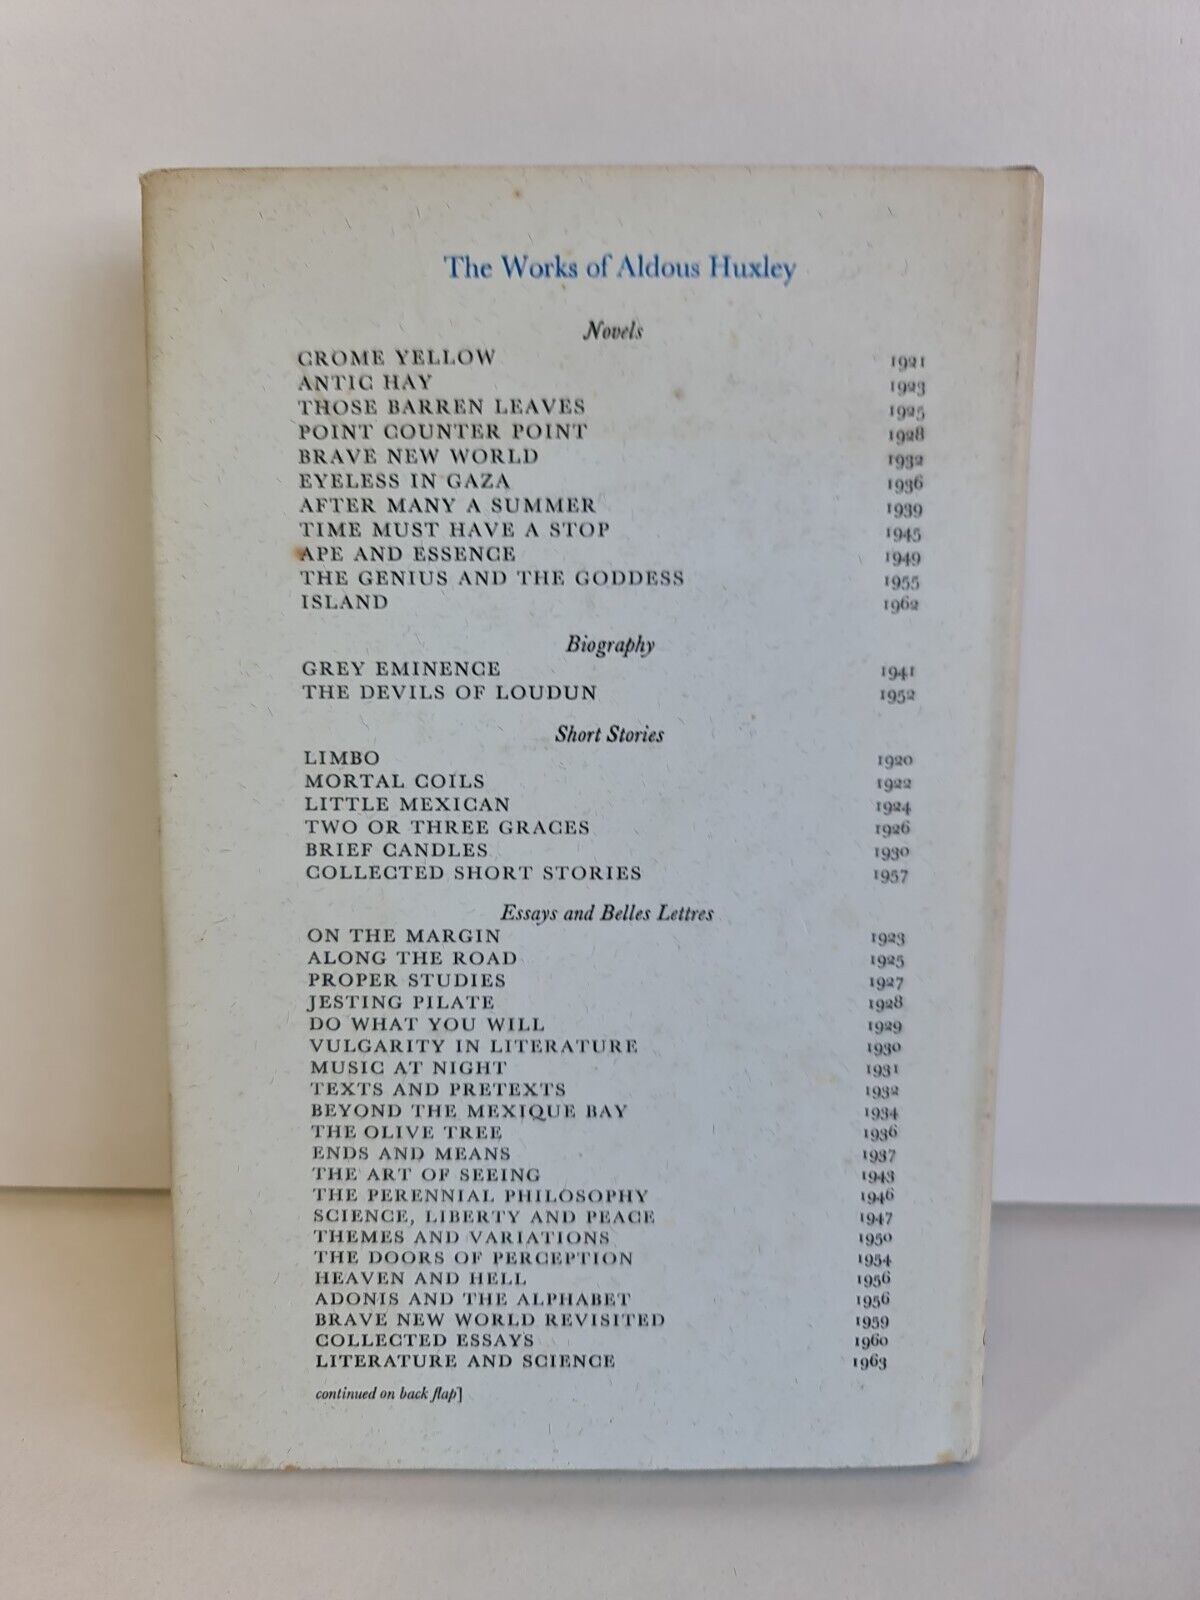 The Works of Aldous Huxley
Novels
CROME YELLOW 1921
ANTIC HAY 1923
THOSE BARREN LEAVES 1925
POINT COUNTER POINT 1928
BRAVE NEW WORLD 1932
EYELESS IN GAZA 1936
AFTER MANY A SUMMER 1939
TIME MUST HAVE A STOP 1945
APE AND ESSENCE 1949
THE GENIUS AND THE GODDESS 1955
ISLAND 1962
Biography
GREY EMINENCE 1941
THE DEVILS OF LOUDUN 1952
Short Stories
LIMBO 1920
MORTAL COILS 1922
LITTLE MEXICAN 1924
TWO OR THREE GRACES 1926
BRIEF CANDLES 1930
COLLECTED SHORT STORIES 1957
Essays and Belles Lettres
ON THE MARGIN 1923
ALONG THE ROAD 1925
PROPER STUDIES 1927
JESTING PILATE 1928
DO WHAT YOU WILL 1929
VULGARITY IN LITERATURE 1930
MUSIC AT NIGHT 1931
TEXTS AND PRETEXTS 1932
BEYOND THE MEXIQUE BAY 1934
THE OLIVE TREE 1936
ENDS AND MEANS 1937
THE ART OF SEEING 1943
THE PERENNIAL PHILOSOPHY 1946
SCIENCE, LIBERTY AND PEACE 1947
THEMES AND VARIATIONS 1950
THE DOORS OF PERCEPTION 1954
HEAVEN AND HELL 1956
ADONIS AND THE ALPHABET 1956
BRAVE NEW WORLD REVISITED 1959
COLLECTED ESSAYS 1960
LITERATURE AND SCIENCE 1963
continued on back flap]